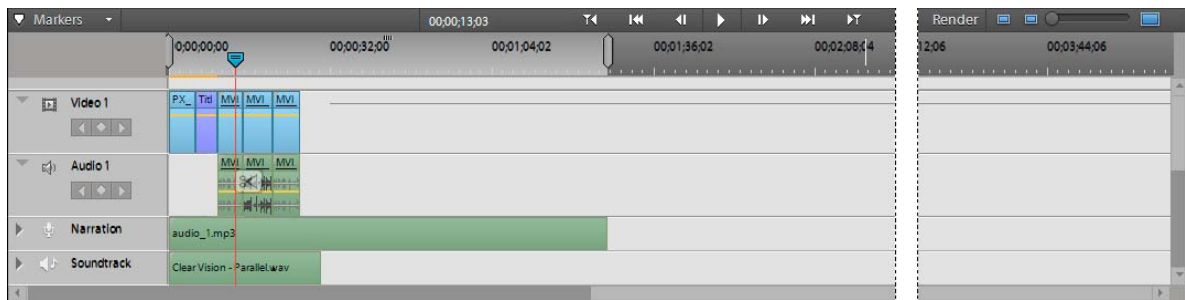 Markers
00;00;13;03
Render
0;00;00;00
00;00;32;00
00;01;04;02
00;01;36;02
00;02;08;04
12;06
00;03;44;06
Video 1
PX_ Titl MVI MVI MVI
Audio 1
MVI MVI MVI
Narration
audio_1.mp3
Soundtrack
Clear Vision - Parallel.wav